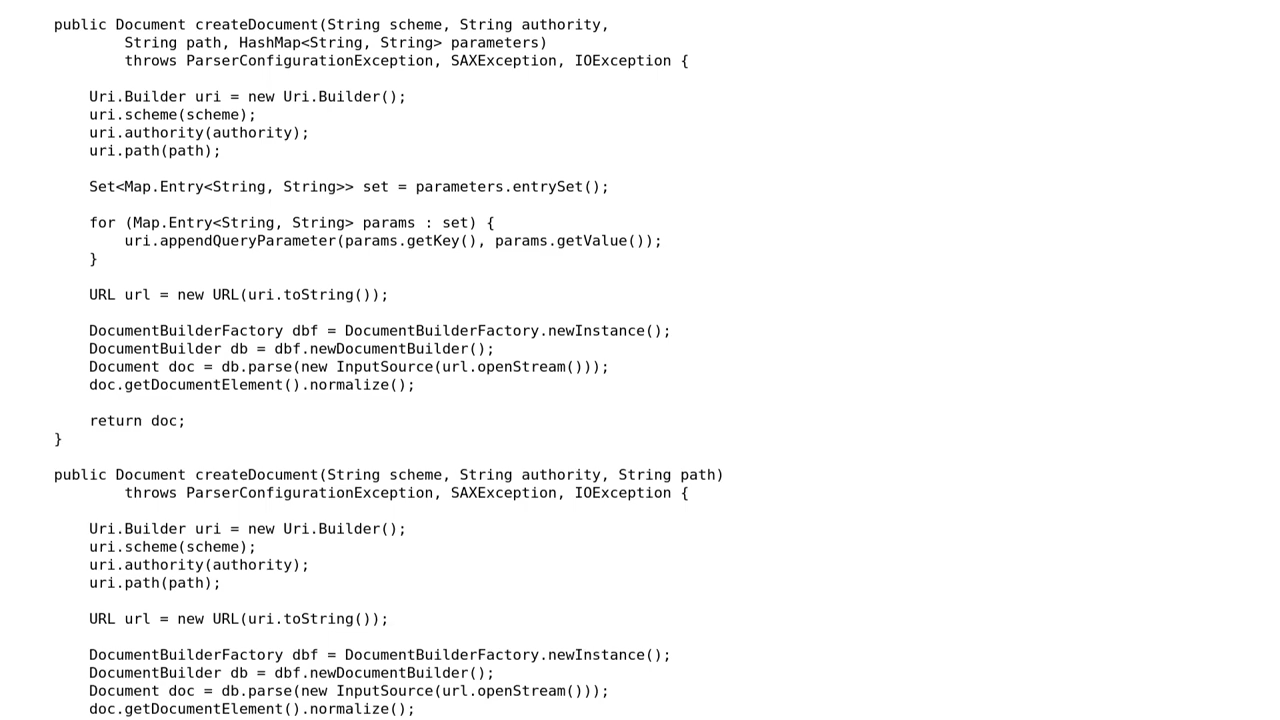 public Document createDocument(String scheme, String authority,
        String path, HashMap<String, String> parameters)
        throws ParserConfigurationException, SAXException, IOException {

    Uri.Builder uri = new Uri.Builder();
    uri.scheme(scheme);
    uri.authority(authority);
    uri.path(path);

    Set<Map.Entry<String, String>> set = parameters.entrySet();

    for (Map.Entry<String, String> params : set) {
        uri.appendQueryParameter(params.getKey(), params.getValue());
    }

    URL url = new URL(uri.toString());

    DocumentBuilderFactory dbf = DocumentBuilderFactory.newInstance();
    DocumentBuilder db = dbf.newDocumentBuilder();
    Document doc = db.parse(new InputSource(url.openStream()));
    doc.getDocumentElement().normalize();

    return doc;
}

public Document createDocument(String scheme, String authority, String path)
        throws ParserConfigurationException, SAXException, IOException {

    Uri.Builder uri = new Uri.Builder();
    uri.scheme(scheme);
    uri.authority(authority);
    uri.path(path);

    URL url = new URL(uri.toString());

    DocumentBuilderFactory dbf = DocumentBuilderFactory.newInstance();
    DocumentBuilder db = dbf.newDocumentBuilder();
    Document doc = db.parse(new InputSource(url.openStream()));
    doc.getDocumentElement().normalize();